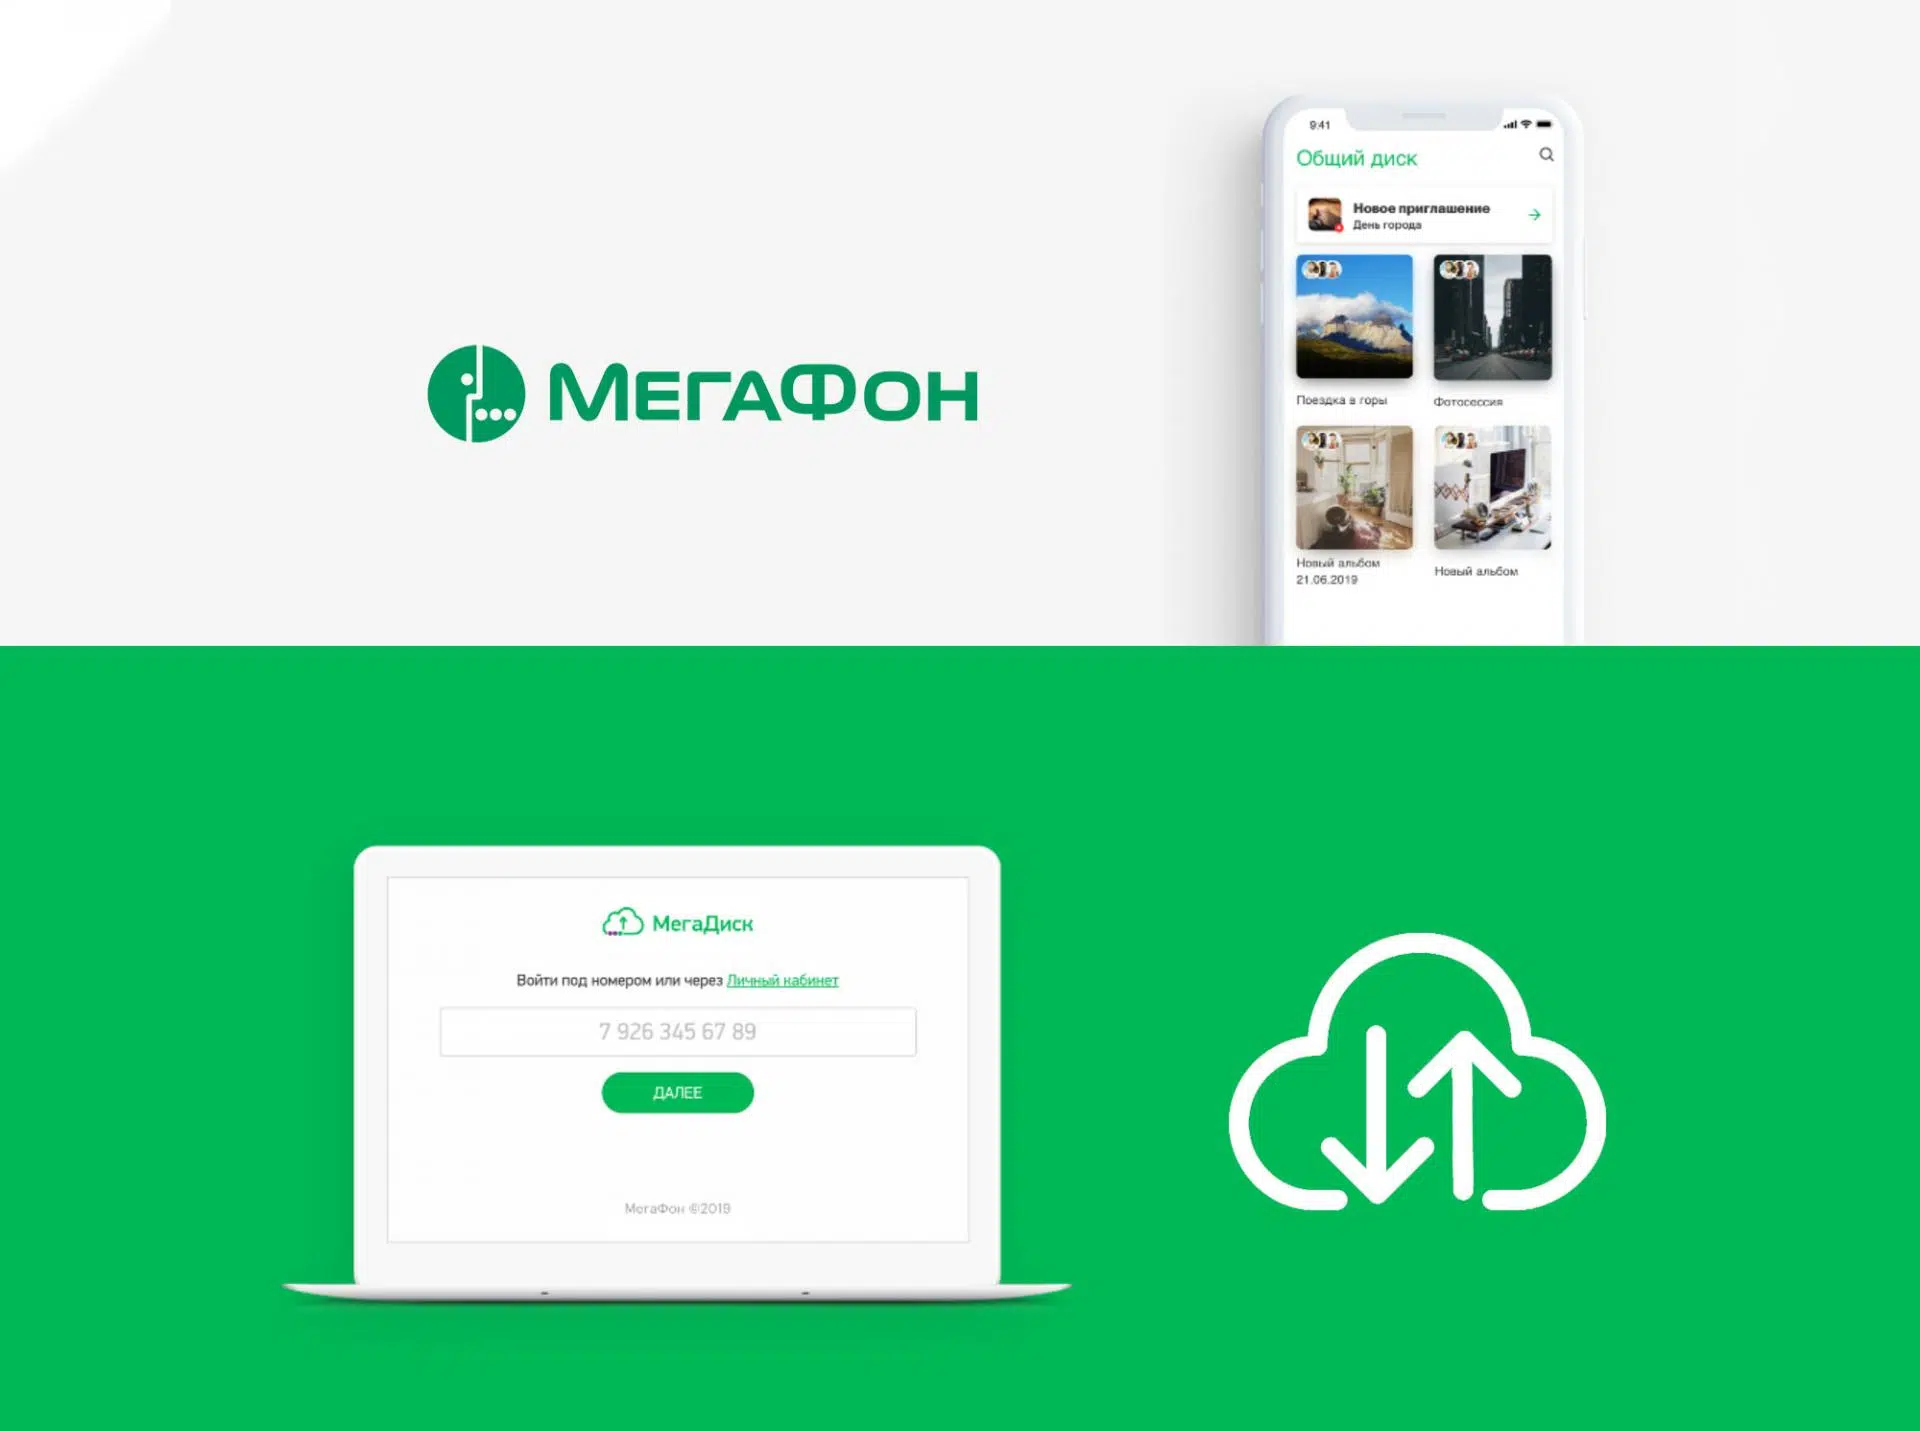 МегаФон
9:41
Общий диск
Новое приглашение
День города
Поездка в горы
Фотосессия
Новый альбом
21.06.2019
Новый альбом
МегаДиск
Войти под номером или через Личный кабинет
7 926 345 67 89
ДАЛЕЕ
МегаФон ©2019